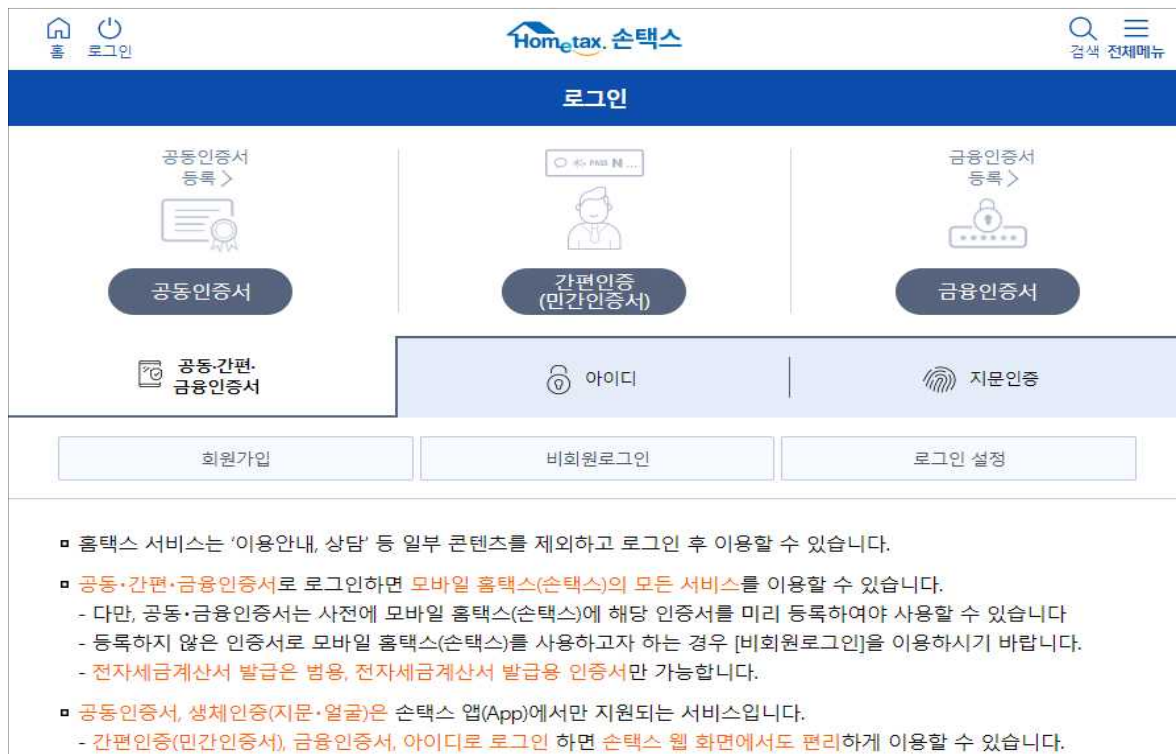 홈 로그인
Hometax. 손택스
검색 전체메뉴
로그인
공동인증서
등록 >
공동인증서
PASS N ...
간편인증
(민간인증서)
금융인증서
등록 >
금융인증서
공동·간편·
금융인증서
아이디
지문인증
회원가입
비회원로그인
로그인 설정
홈택스 서비스는 '이용안내, 상담' 등 일부 콘텐츠를 제외하고 로그인 후 이용할 수 있습니다.
공동·간편·금융인증서로 로그인하면 모바일 홈택스(손택스)의 모든 서비스를 이용할 수 있습니다.
- 다만, 공동·금융인증서는 사전에 모바일 홈택스(손택스)에 해당 인증서를 미리 등록하여야 사용할 수 있습니다
- 등록하지 않은 인증서로 모바일 홈택스(손택스)를 사용하고자 하는 경우 [비회원로그인]을 이용하시기 바랍니다.
- 전자세금계산서 발급은 범용, 전자세금계산서 발급용 인증서만 가능합니다.
공동인증서, 생체인증(지문·얼굴)은 손택스 앱(App)에서만 지원되는 서비스입니다.
- 간편인증(민간인증서), 금융인증서, 아이디로 로그인 하면 손택스 웹 화면에서도 편리하게 이용할 수 있습니다.